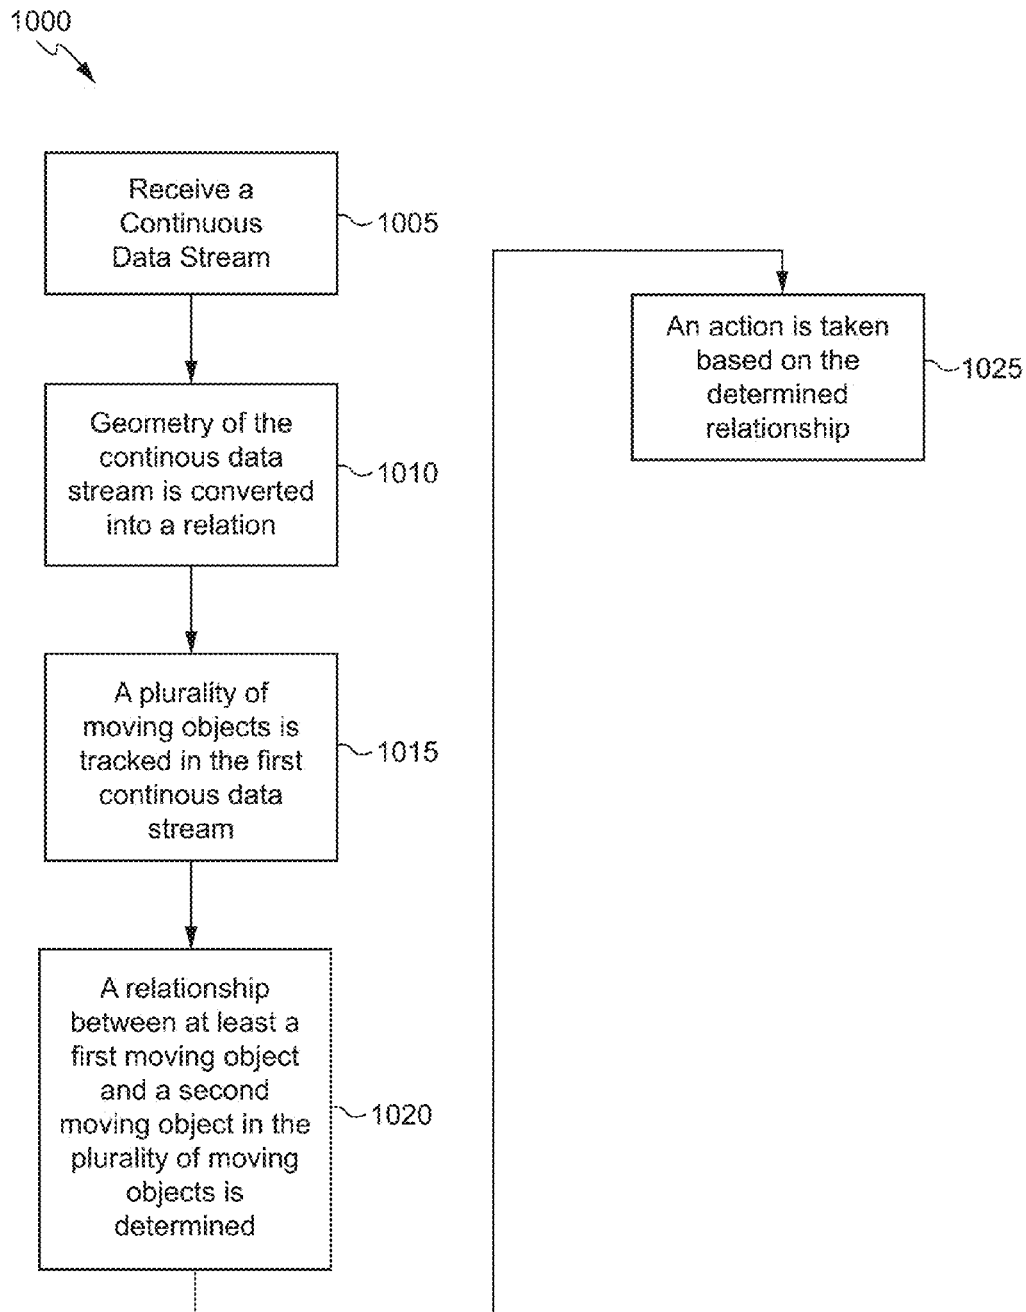 1000
Receive a
Continuous
Data Stream
1005
Geometry of the
continous data
stream is converted
into a relation
1010
A plurality of
moving objects is
tracked in the first
continous data
stream
1015
A relationship
between at least a
first moving object
and a second
moving object in the
plurality of moving
objects is
determined
1020
An action is taken
based on the
determined
relationship
1025